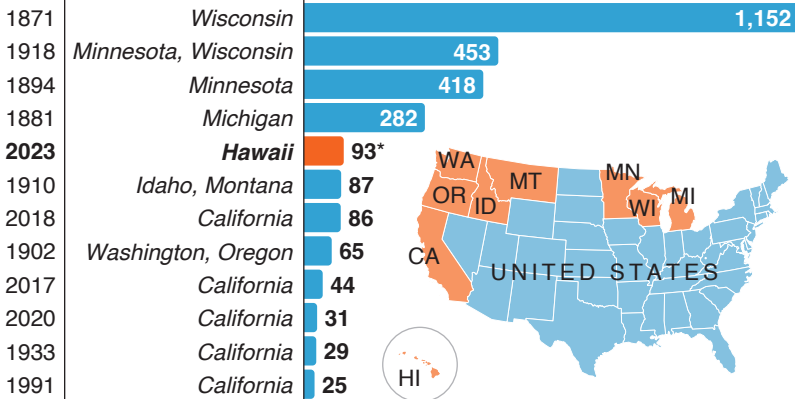 1871 Wisconsin 1,152
1918 Minnesota, Wisconsin 453
1894 Minnesota 418
1881 Michigan 282
2023 Hawaii 93*
1910 Idaho, Montana 87
2018 California 86
1902 Washington, Oregon 65
2017 California 44
2020 California 31
1933 California 29
1991 California 25
WA
OR
ID
MT
MN
WI
MI
CA
UNITED STATES
HI